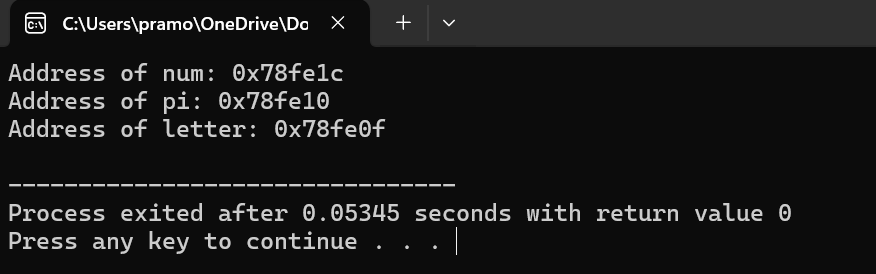 C:\Users\pramo\OneDrive\Do
Address of num: 0x78fe1c
Address of pi: 0x78fe10
Address of letter: 0x78fe0f
--------------------------------
Process exited after 0.05345 seconds with return value 0
Press any key to continue . . .